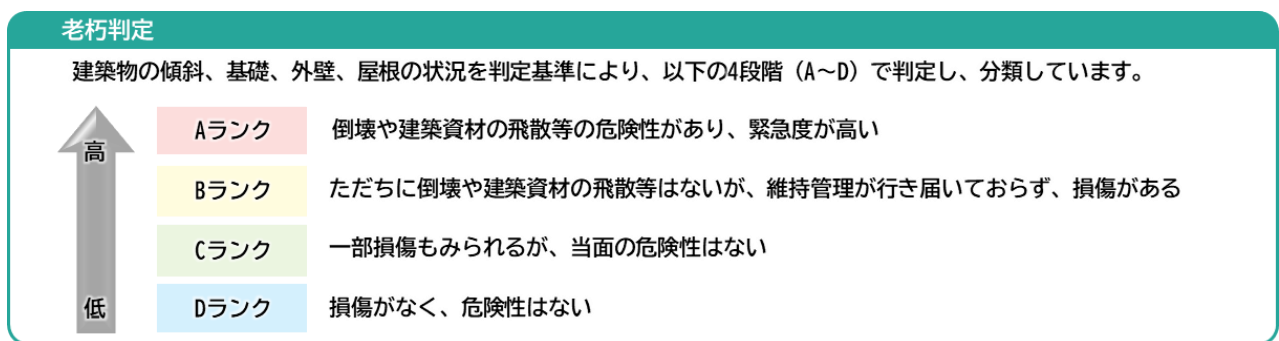 老朽判定
建築物の傾斜、基礎、外壁、屋根の状況を判定基準により、以下の4段階（A～D）で判定し、分類しています。
高
Aランク 倒壊や建築資材の飛散等の危険性があり、緊急度が高い
Bランク ただちに倒壊や建築資材の飛散等はないが、維持管理が行き届いておらず、損傷がある
Cランク 一部損傷もみられるが、当面の危険性はない
低
Dランク 損傷がなく、危険性はない